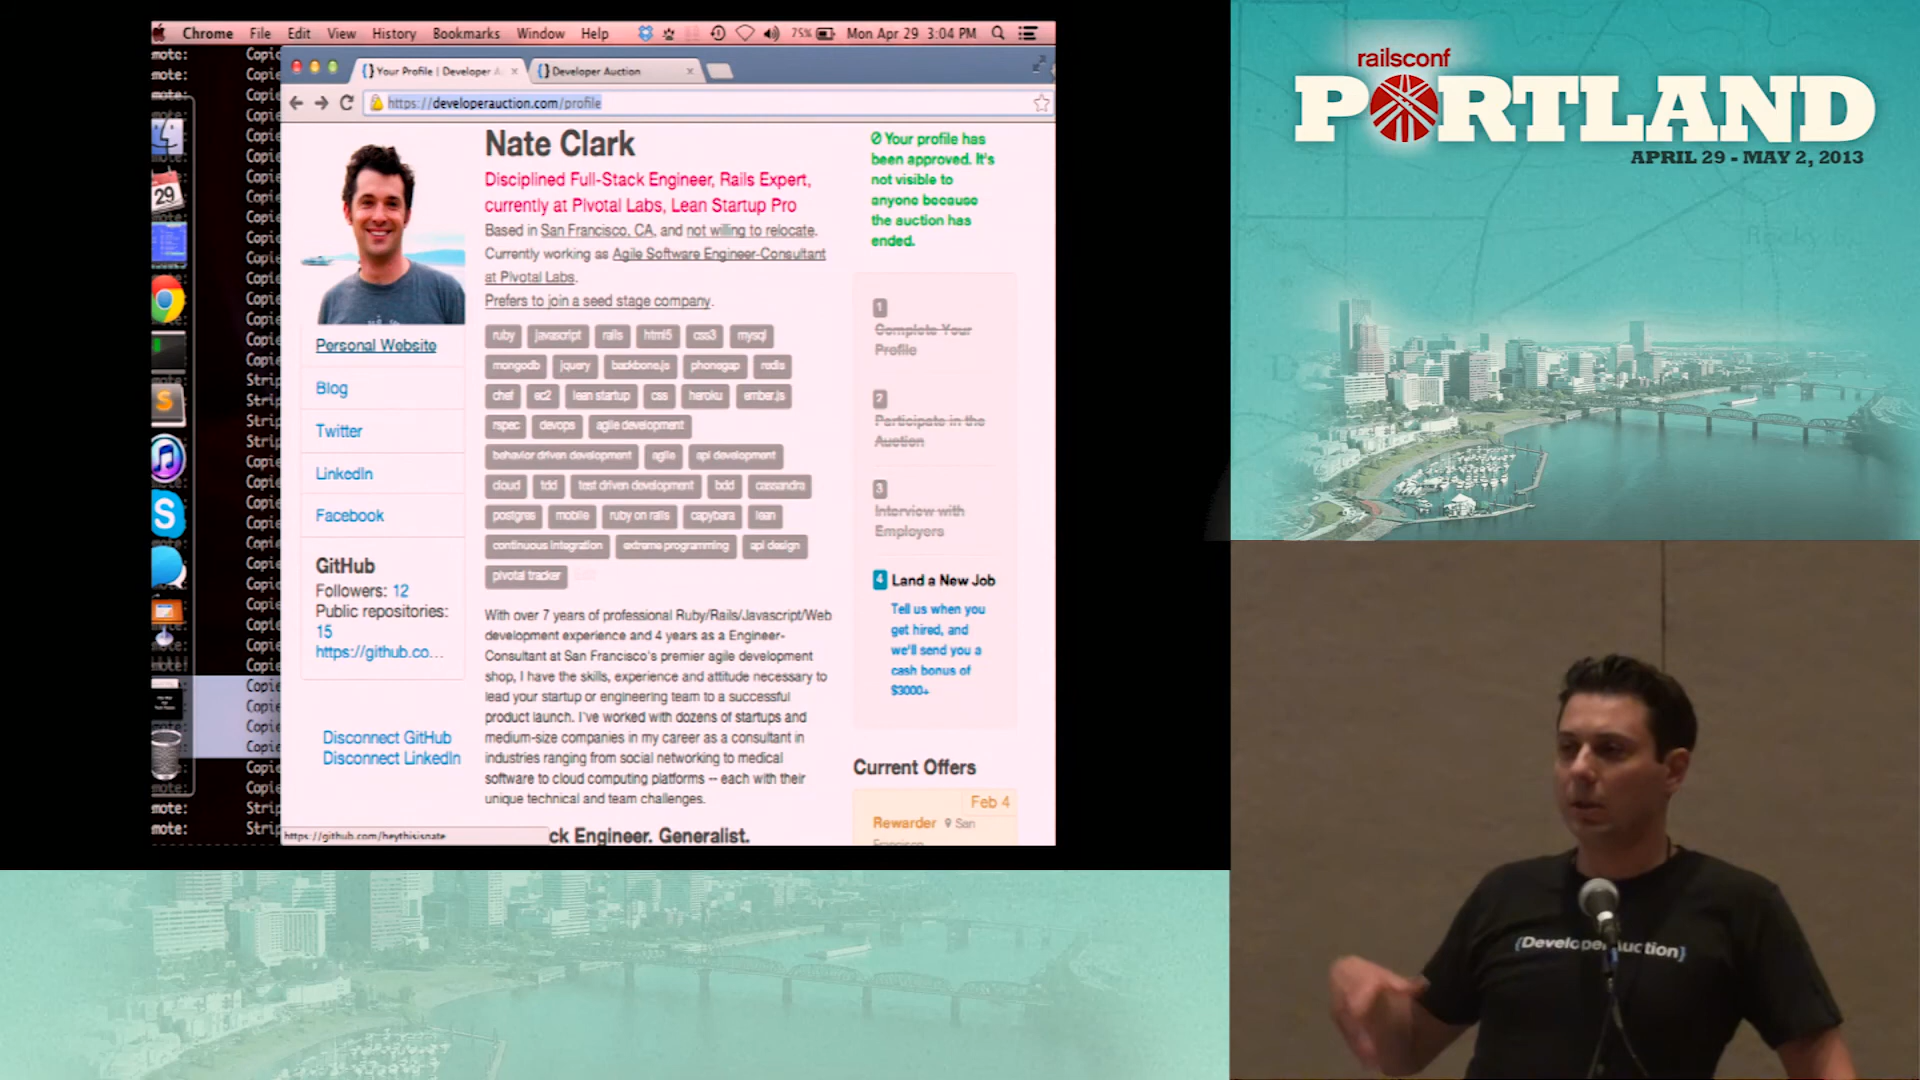 Chrome File Edit View History Bookmarks Window Help 75% Mon Apr 29 3:04 PM
Your Profile | Developer A
Developer Auction
https://developerauction.com/profile
Nate Clark
Disciplined Full-Stack Engineer, Rails Expert,
currently at Pivotal Labs, Lean Startup Pro
Based in San Francisco, CA. and not willing to relocate.
Currently working as Agile Software Engineer-Consultant
at Pivotal Labs.
Prefers to join a seed stage company.
ruby javascript rails html5 css3 mysql
mongodb jquery backbone.js phonegap redis
chef ec2 lean startup css heroku ember.js
rspec devops agile development
behavior driven development agile api development
cloud tdd test driven development bdd cassandra
postgres mobile ruby on rails capybara lean
continuous integration extreme programming api design
pivotal tracker
With over 7 years of professional Ruby/Rails/Javascript/Web
development experience and 4 years as a Engineer-
Consultant at San Francisco's premier agile development
shop, I have the skills, experience and attitude necessary to
lead your startup or engineering team to a successful
product launch. I've worked with dozens of startups and
medium-size companies in my career as a consultant in
industries ranging from social networking to medical
software to cloud computing platforms -- each with their
unique technical and team challenges.
ck Engineer. Generalist.
Personal Website
Blog
Twitter
LinkedIn
Facebook
GitHub
Followers: 12
Public repositories:
15
https://github.co...
Disconnect GitHub
Disconnect LinkedIn
https://github.com/heythisisnate
Your profile has
been approved. It's
not visible to
anyone because
the auction has
ended.
1
Complete Your
Profile
2
Participate in the
Auction
3
Interview with
Employers
4 Land a New Job
Tell us when you
get hired, and
we'll send you a
cash bonus of
$3000+
Current Offers
Feb 4
Rewarder San
Francisco
railsconf
PORTLAND
APRIL 29 - MAY 2, 2013
{DeveloperAuction}